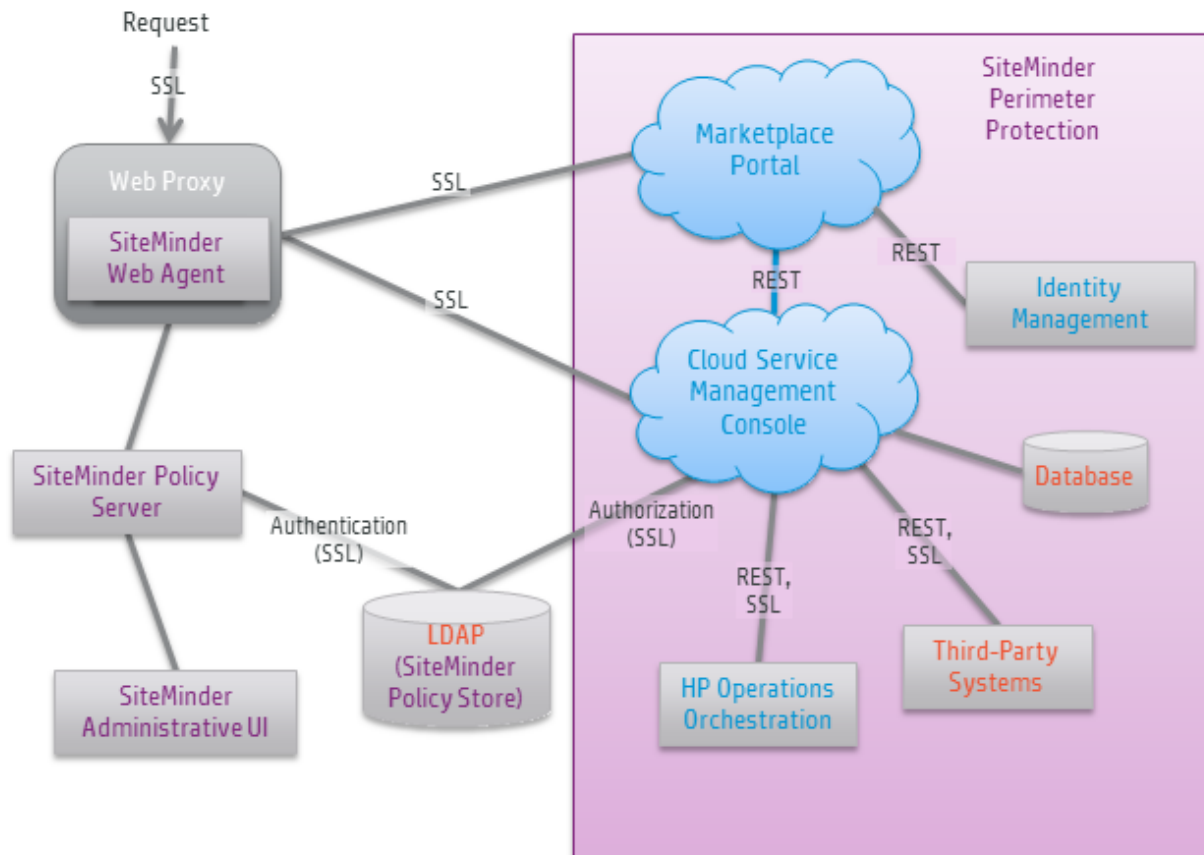 Request
SSL
Web Proxy
SiteMinder
Web Agent
SSL
SSL
SiteMinder
Perimeter
Protection
Marketplace
Portal
REST
REST
Identity
Management
Cloud Service
Management
Console
SiteMinder Policy
Server
Authentication
(SSL)
Authorization
(SSL)
Database
REST,
SSL
REST,
SSL
LDAP
(SiteMinder
Policy Store)
SiteMinder
Administrative UI
HP Operations
Orchestration
Third-Party
Systems